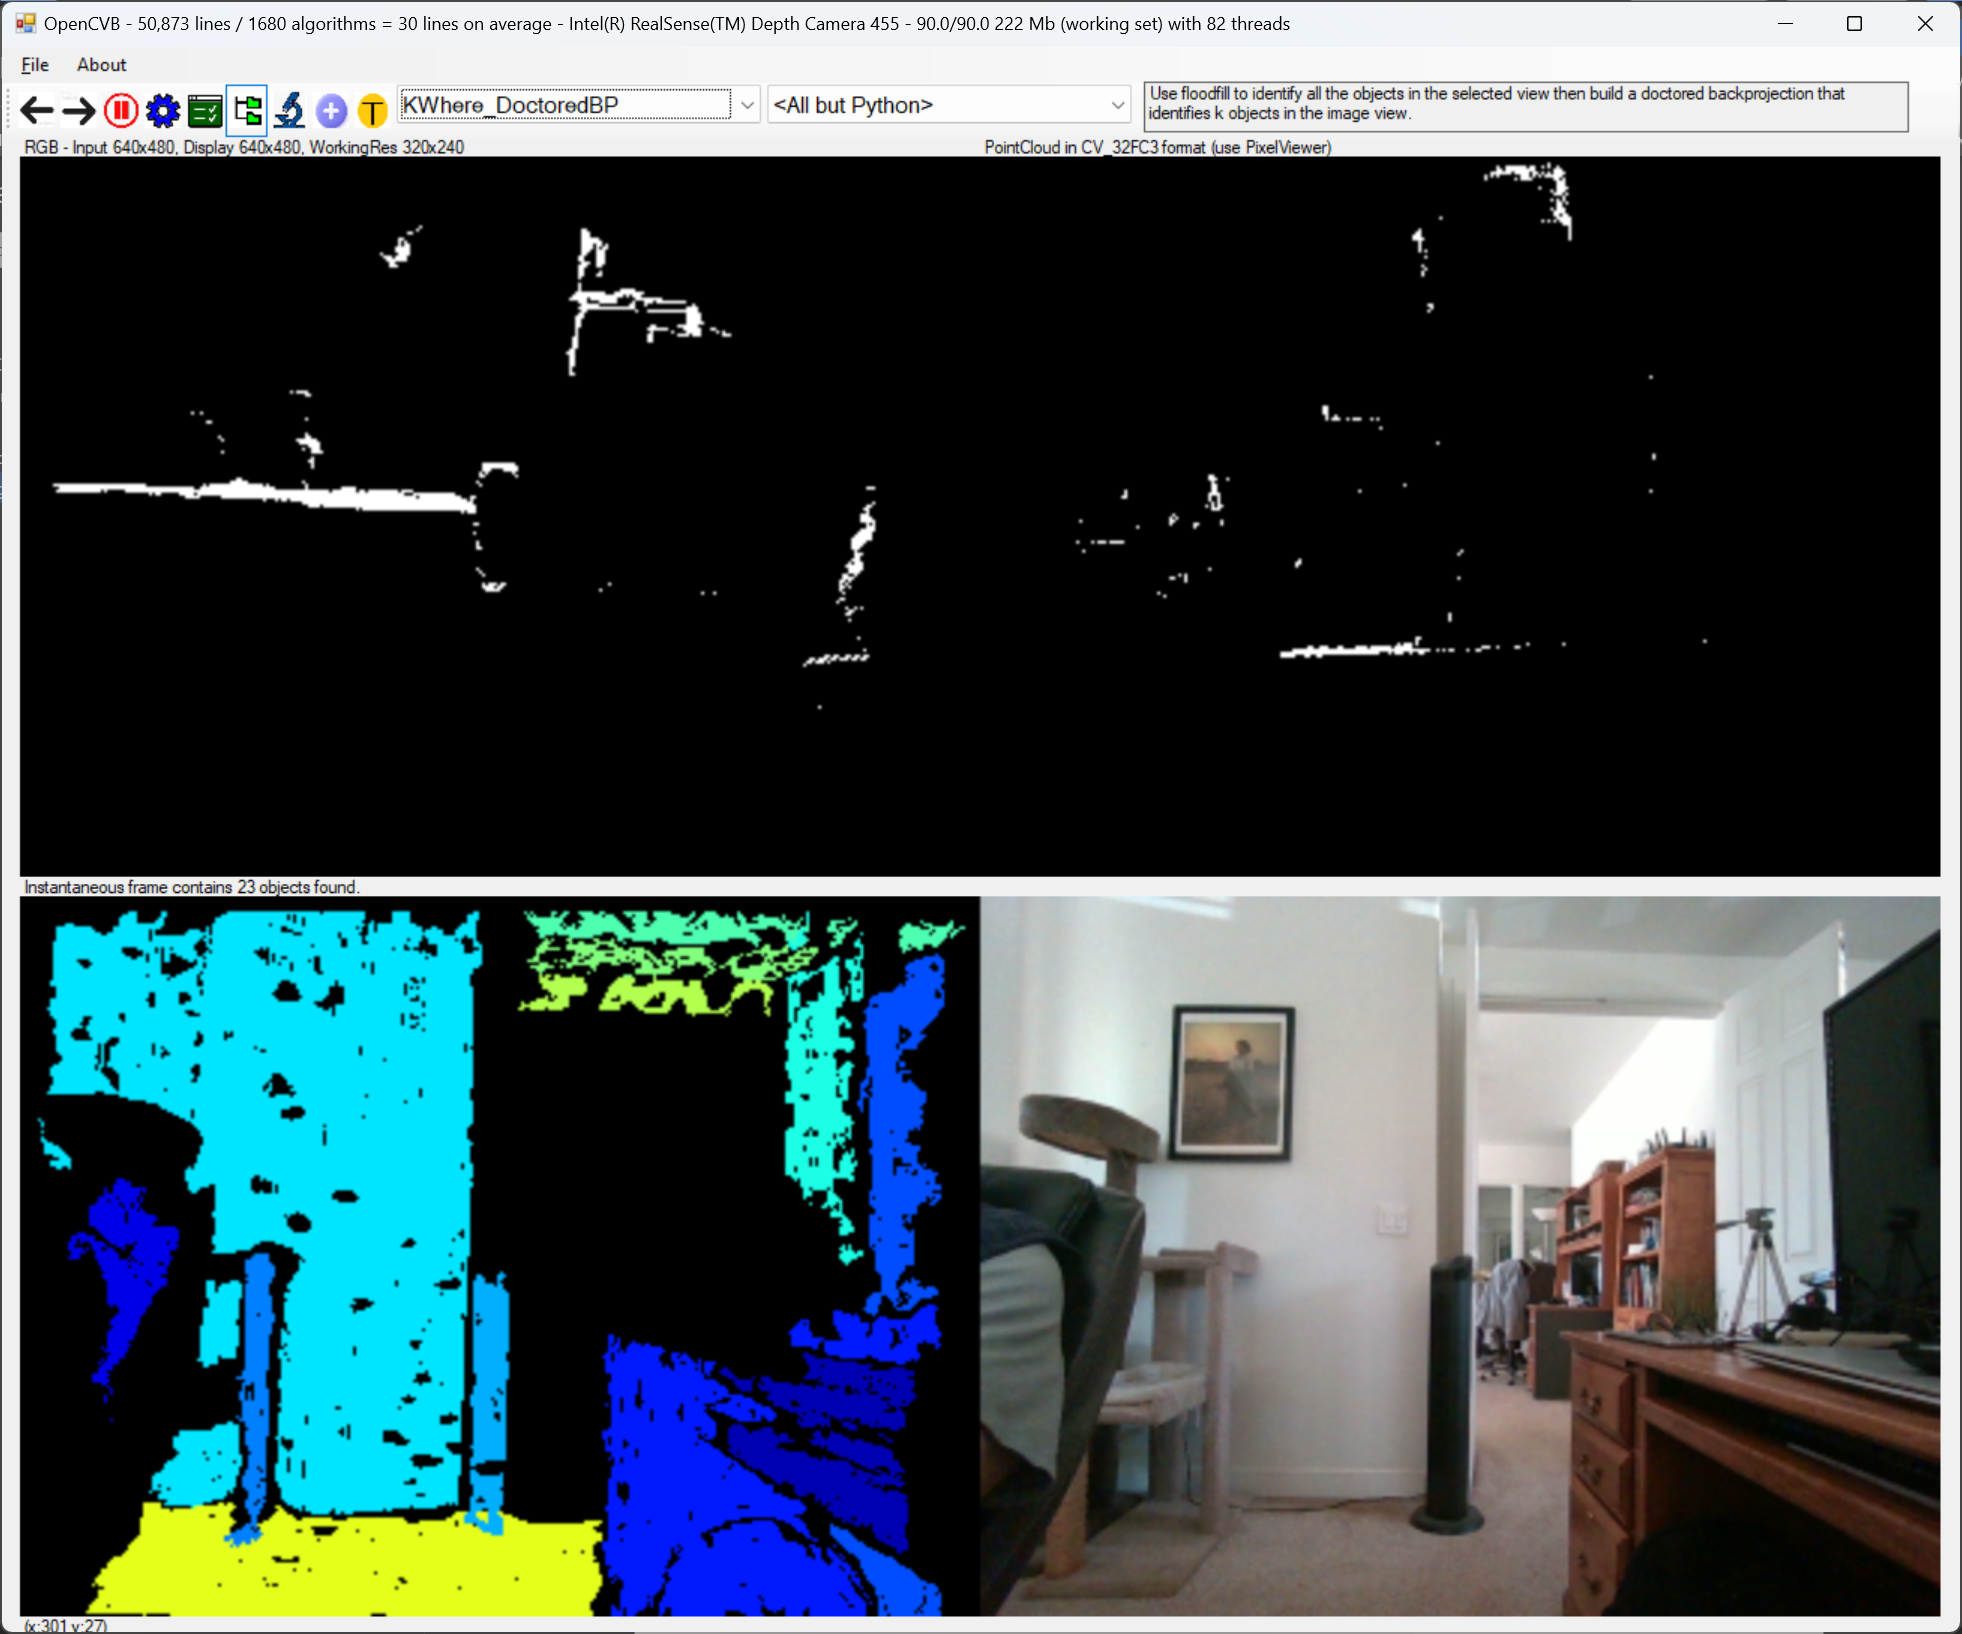 OpenCVB - 50,873 lines / 1680 algorithms = 30 lines on average - Intel(R) RealSense(TM) Depth Camera 455 - 90.0/90.0 222 Mb (working set) with 82 threads
File About
T KWhere_DoctoredBP <All but Python> Use floodfill to identify all the objects in the selected view then build a doctored backprojection that
identifies k objects in the image view.
RGB - Input 640x480, Display 640x480, WorkingRes 320x240 PointCloud in CV_32FC3 format (use PixelViewer)
Instantaneous frame contains 23 objects found.
(x:301 y:27)